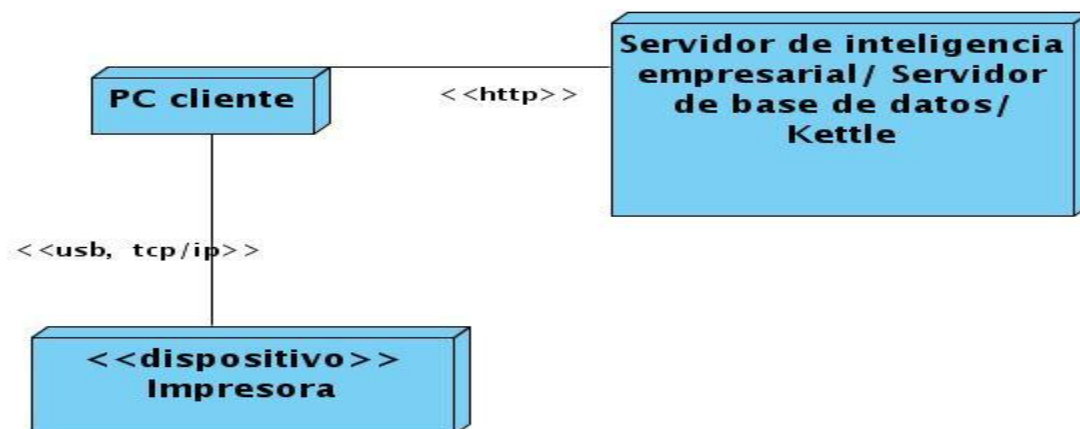 Servidor de inteligencia
empresarial/ Servidor
de base de datos/
Kettle
PC cliente
<<http>>
<<usb, tcp/ip>>
<<dispositivo>>
Impresora